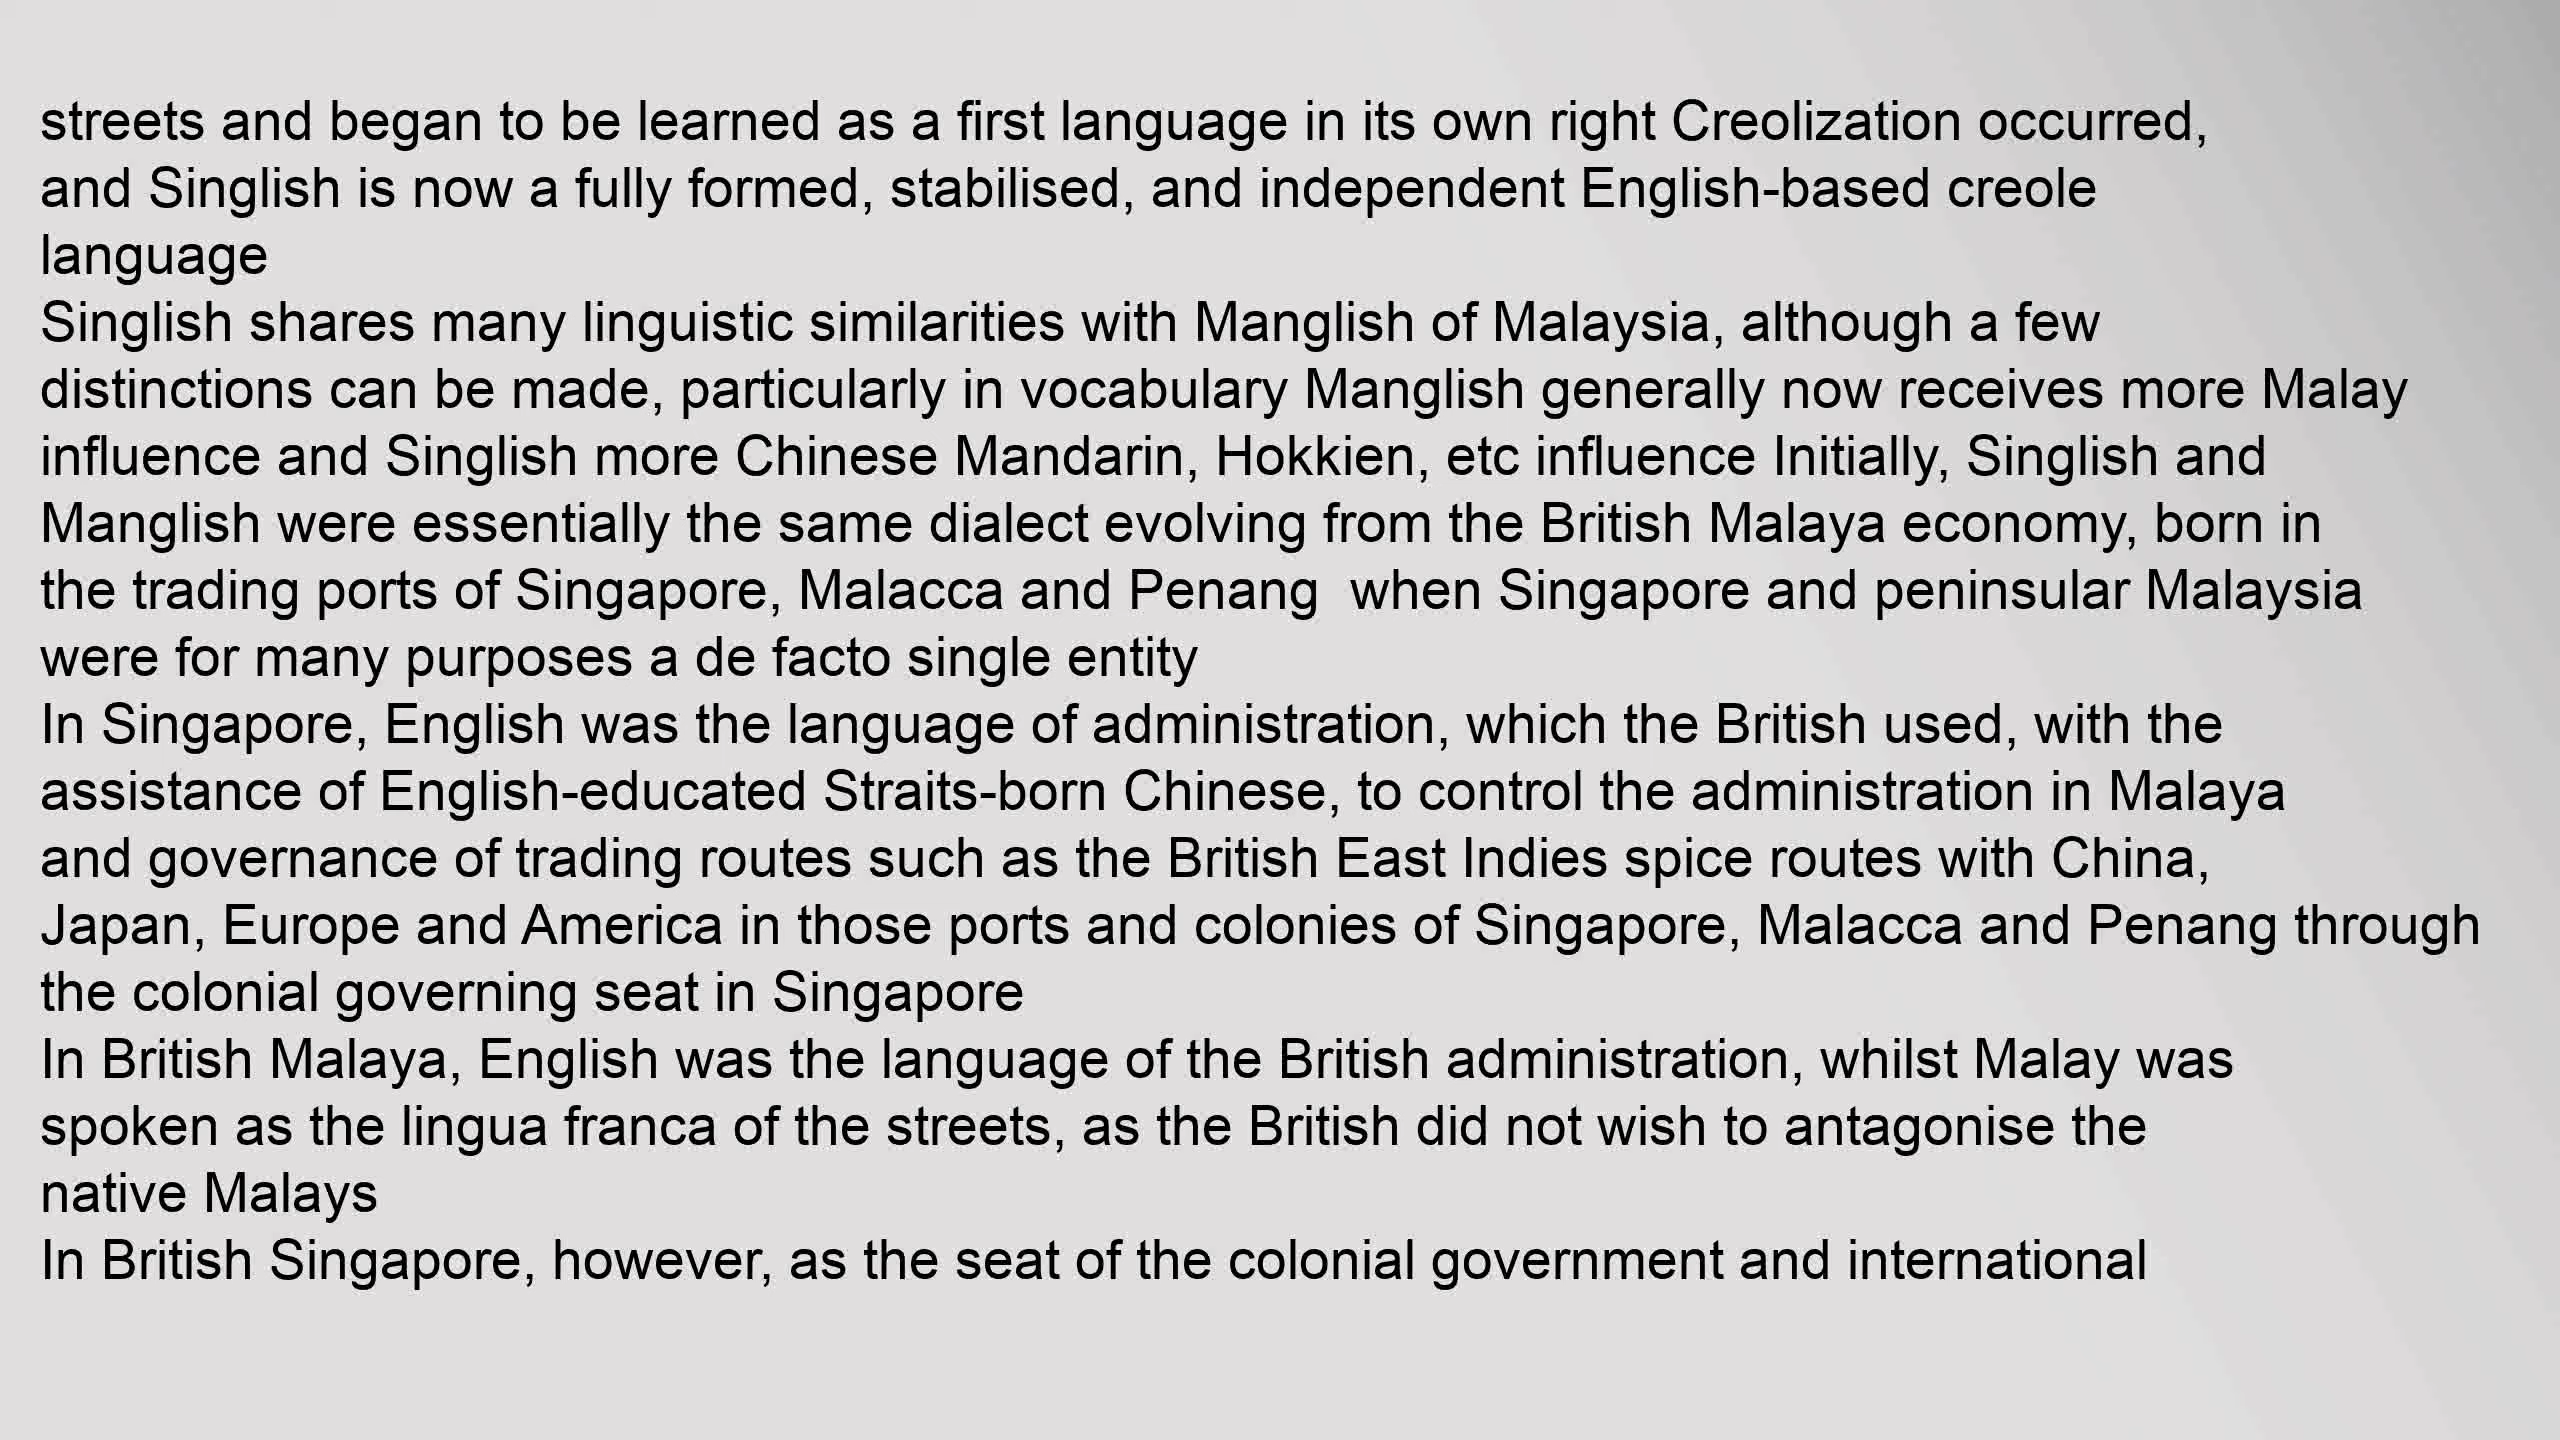 streets and began to be learned as a first language in its own right Creolization occurred,
and Singlish is now a fully formed, stabilised, and independent English-based creole
language
Singlish shares many linguistic similarities with Manglish of Malaysia, although a few
distinctions can be made, particularly in vocabulary Manglish generally now receives more Malay
influence and Singlish more Chinese Mandarin, Hokkien, etc influence Initially, Singlish and
Manglish were essentially the same dialect evolving from the British Malaya economy, born in
the trading ports of Singapore, Malacca and Penang  when Singapore and peninsular Malaysia
were for many purposes a de facto single entity
In Singapore, English was the language of administration, which the British used, with the
assistance of English-educated Straits-born Chinese, to control the administration in Malaya
and governance of trading routes such as the British East Indies spice routes with China,
Japan, Europe and America in those ports and colonies of Singapore, Malacca and Penang through
the colonial governing seat in Singapore
In British Malaya, English was the language of the British administration, whilst Malay was
spoken as the lingua franca of the streets, as the British did not wish to antagonise the
native Malays
In British Singapore, however, as the seat of the colonial government and international